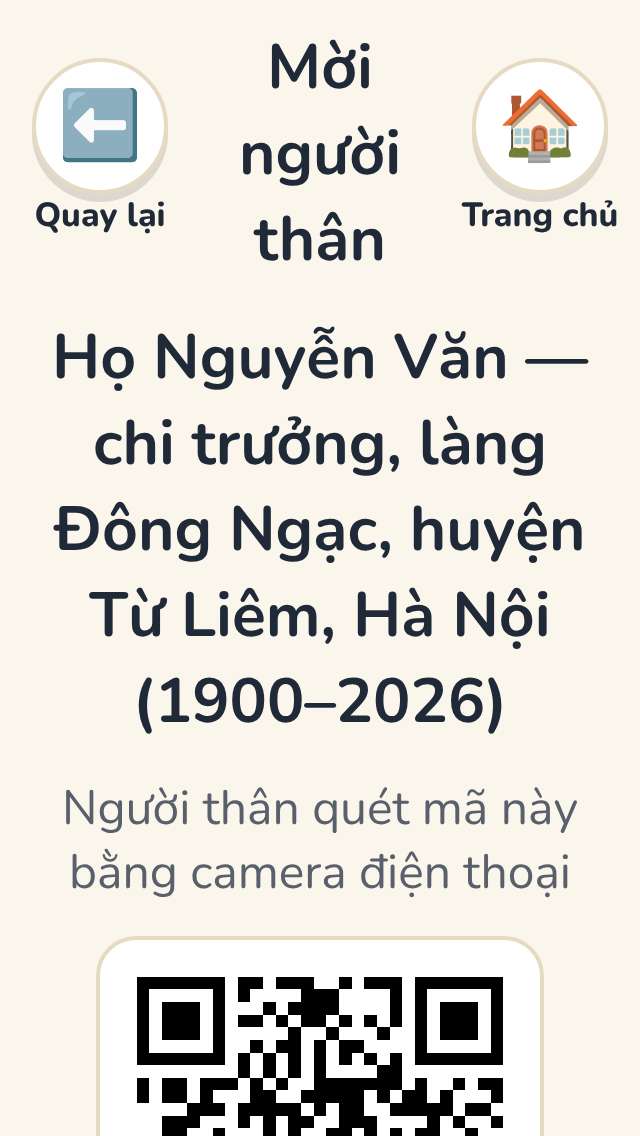 Mời
người
thân
Quay lại
Trang chủ
Họ Nguyễn Văn —
chi trưởng, làng
Đông Ngạc, huyện
Từ Liêm, Hà Nội
(1900–2026)
Người thân quét mã này
bằng camera điện thoại